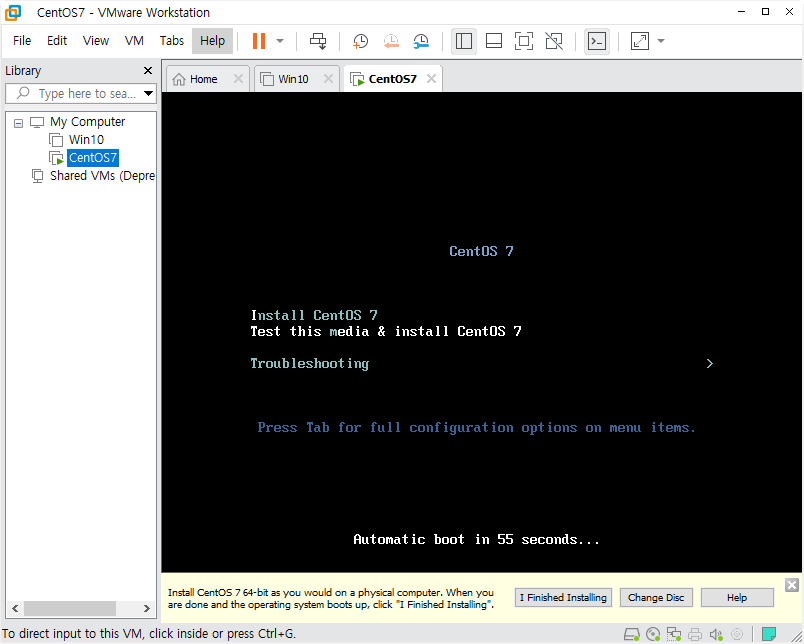 CentOS7 - VMware Workstation
File Edit View VM Tabs Help
Library
Type here to sea...
My Computer
Win10
CentOS7
Shared VMs (Depre
Home Win10 CentOS7
CentOS 7
Install CentOS 7
Test this media & install CentOS 7
Troubleshooting >
Press Tab for full configuration options on menu items.
Automatic boot in 55 seconds...
Install CentOS 7 64-bit as you would on a physical computer. When you
are done and the operating system boots up, click "I Finished Installing".
I Finished Installing Change Disc Help
To direct input to this VM, click inside or press Ctrl+G.